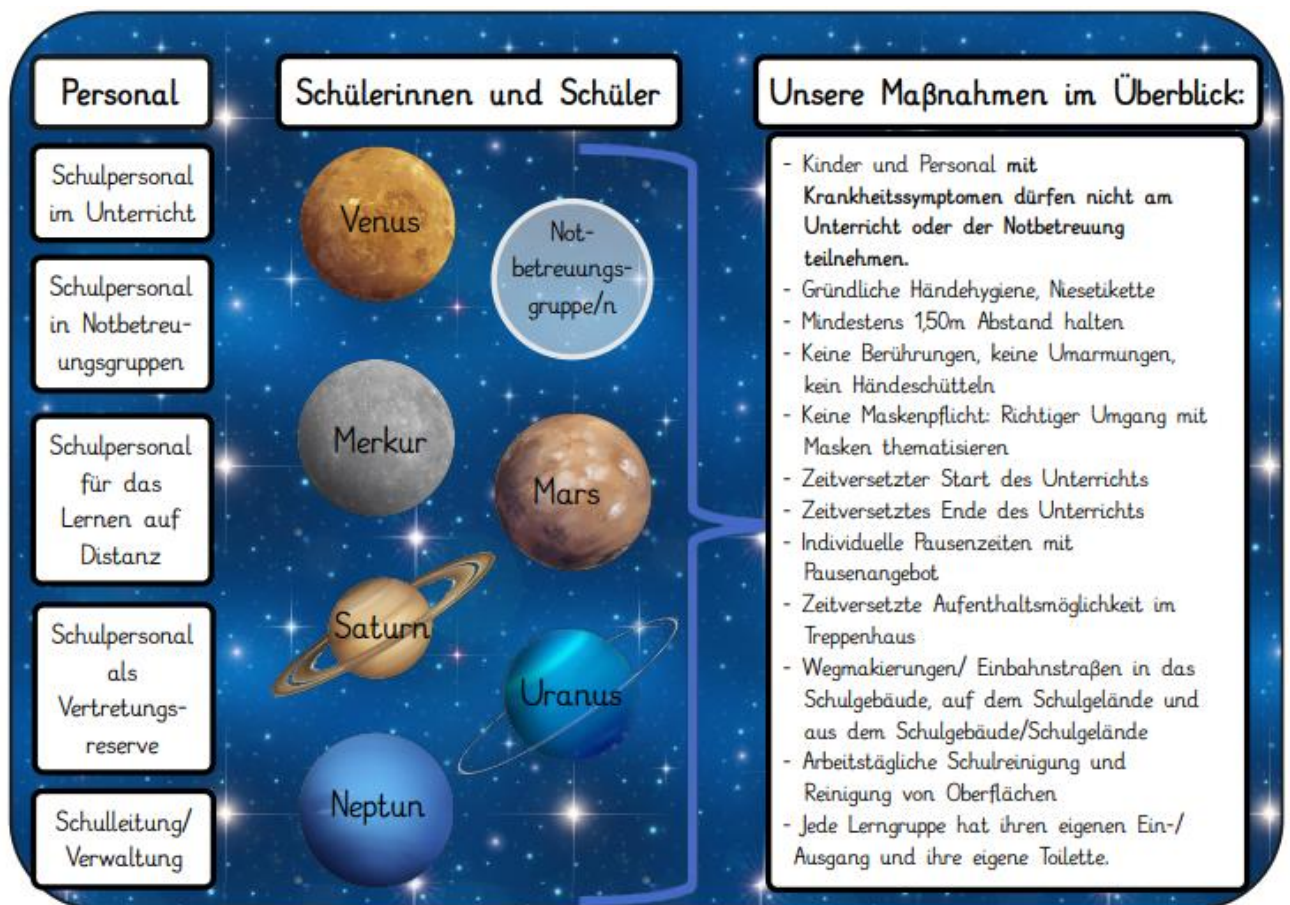 Personal
Schulpersonal
im Unterricht
Schulpersonal
in Notbetreu-
ungsgruppen
Schulpersonal
für das
Lernen auf
Distanz
Schulpersonal
als
Vertretungs-
reserve
Schulleitung/
Verwaltung
Schülerinnen und Schüler
Venus
Not-
betreuungs-
gruppe/n
Merkur
Mars
Saturn
Uranus
Neptun
Unsere Maßnahmen im Überblick:
- Kinder und Personal mit
Krankheitssymptomen dürfen nicht am
Unterricht oder der Notbetreuung
teilnehmen.
- Gründliche Händehygiene, Niesetikette
- Mindestens 1,50m Abstand halten
- Keine Berührungen, keine Umarmungen,
kein Händeschütteln
- Keine Maskenpflicht: Richtiger Umgang mit
Masken thematisieren
- Zeitversetzter Start des Unterrichts
- Zeitversetztes Ende des Unterrichts
- Individuelle Pausenzeiten mit
Pausenangebot
- Zeitversetzte Aufenthaltsmöglichkeit im
Treppenhaus
- Wegmakierungen/ Einbahnstraßen in das
Schulgebäude, auf dem Schulgelände und
aus dem Schulgebäude/Schulgelände
- Arbeitstägliche Schulreinigung und
Reinigung von Oberflächen
- Jede Lerngruppe hat ihren eigenen Ein-/
Ausgang und ihre eigene Toilette.